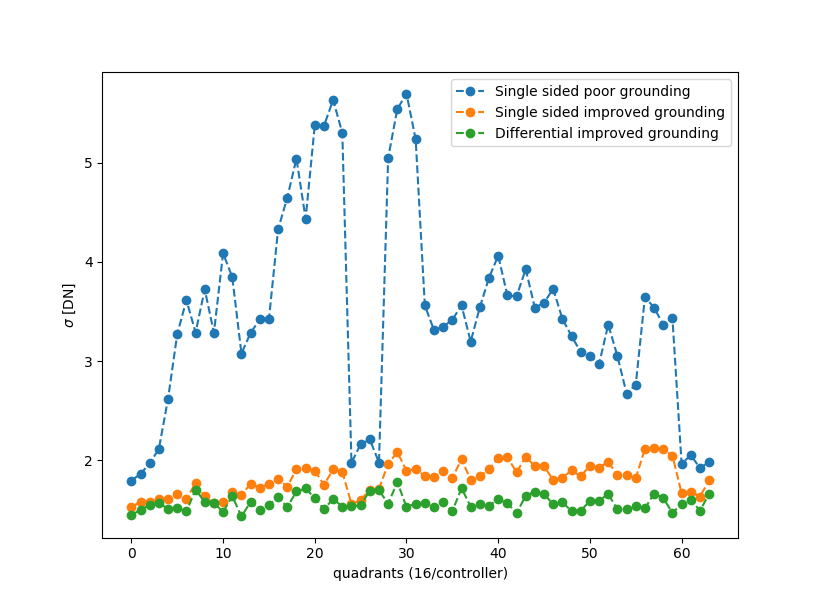 Single sided poor grounding
Single sided improved grounding
Differential improved grounding
σ [DN]
5
4
3
2
0 10 20 30 40 50 60
quadrants (16/controller)